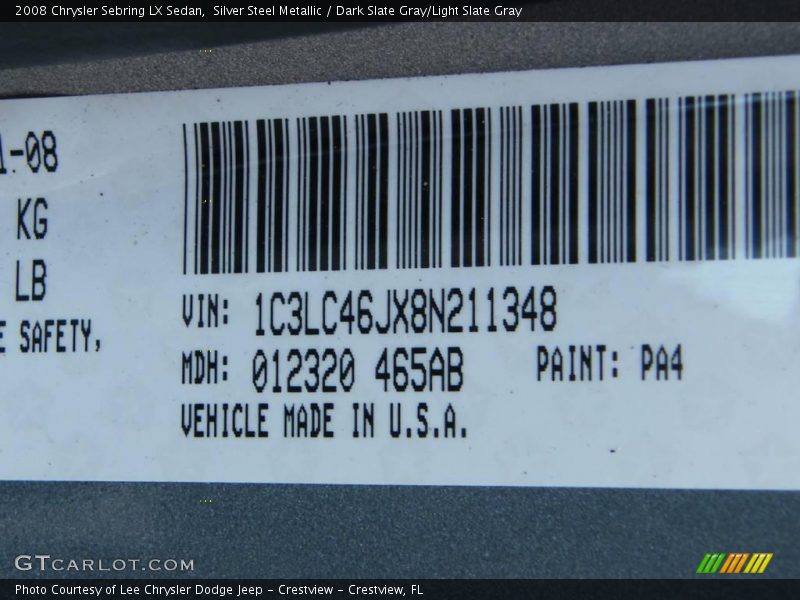 2008 Chrysler Sebring LX Sedan,  Silver Steel Metallic / Dark Slate Gray/Light Slate Gray
1-08
KG
LB
E SAFETY,
VIN: 1C3LC46JX8N211348
MDH: 012320 465AB PAINT: PA4
VEHICLE MADE IN U.S.A.
GTCARLOT.COM
Photo Courtesy of Lee Chrysler Dodge Jeep - Crestview - Crestview, FL